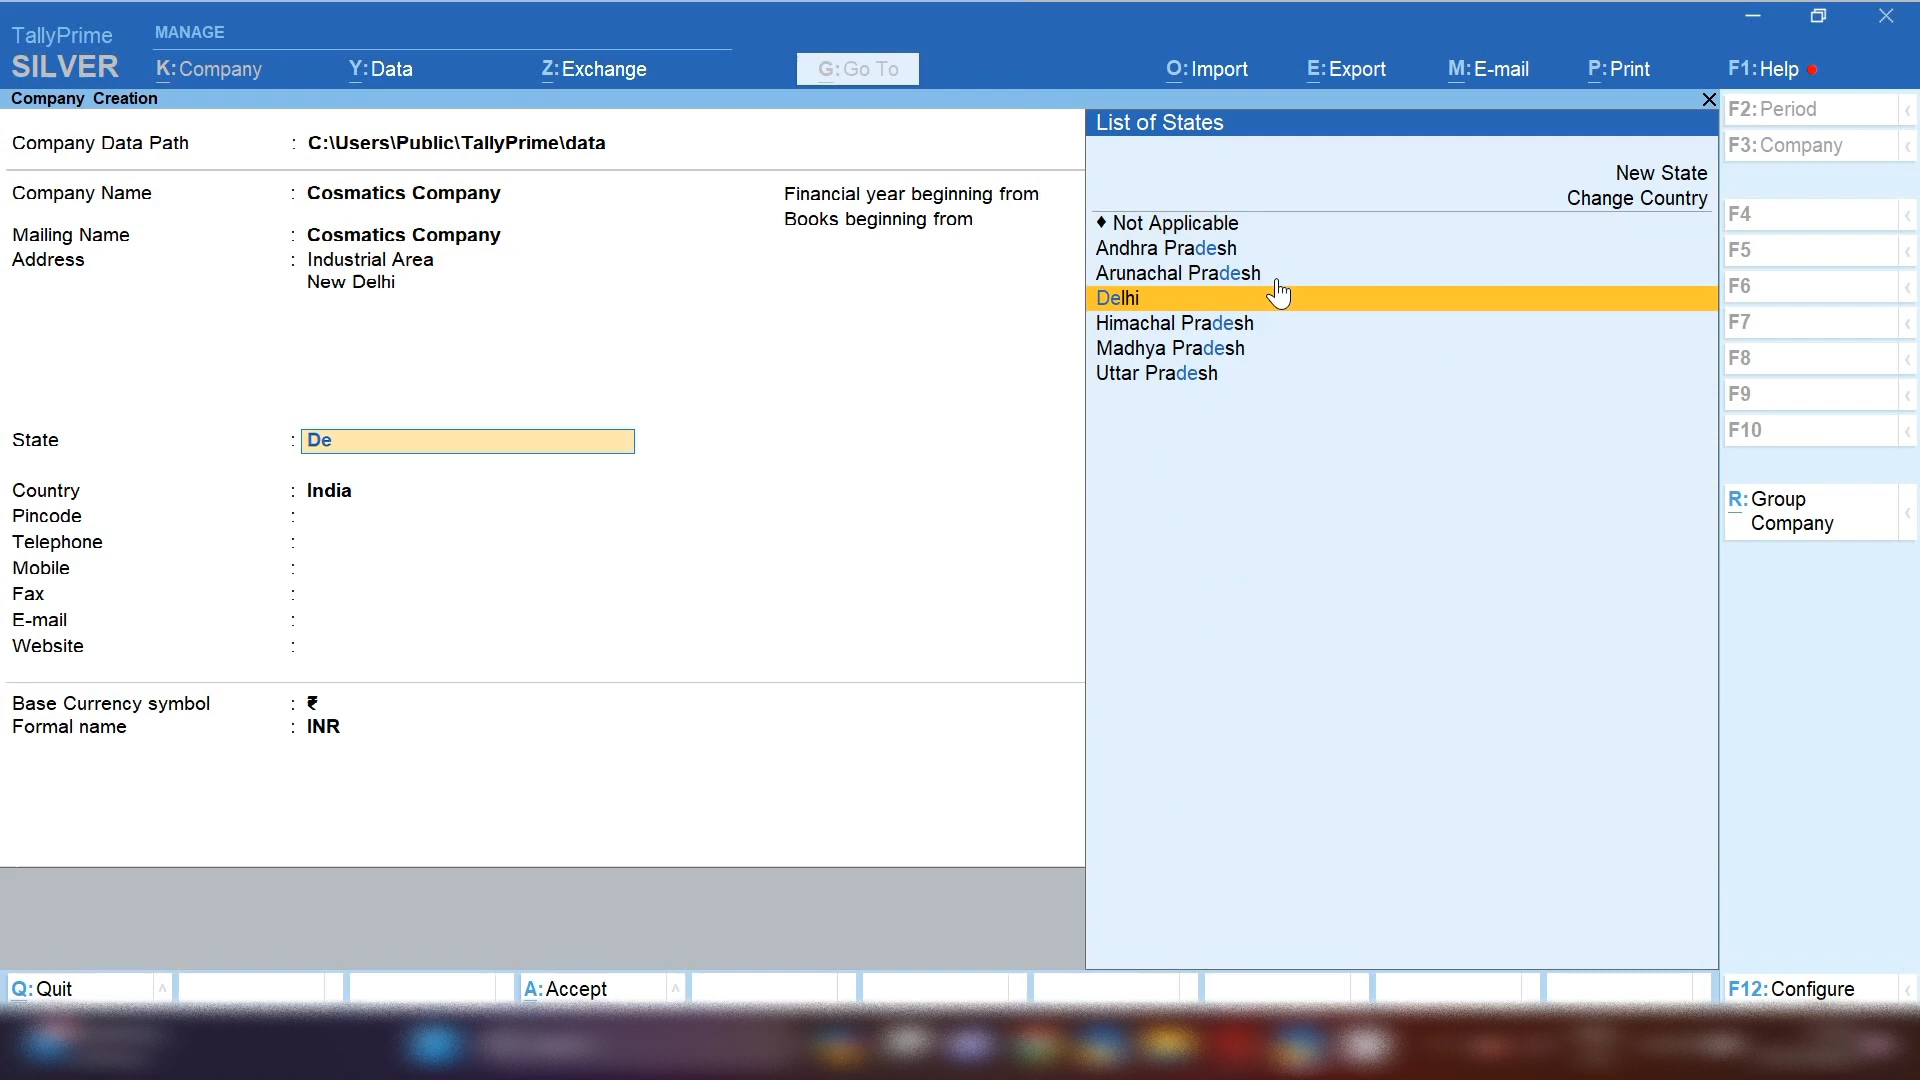 TallyPrime
SILVER
MANAGE
K:Company
Y:Data
Z:Exchange
G:Go To
O:Import
E:Export
M:E-mail
P:Print
F1:Help
Company Creation
Company Data Path : C:\Users\Public\TallyPrime\data
Company Name : Cosmatics Company
Financial year beginning from
Books beginning from
Mailing Name : Cosmatics Company
Address : Industrial Area
New Delhi
State : De
Country : India
Pincode :
Telephone :
Mobile :
Fax :
E-mail :
Website :
Base Currency symbol : ₹
Formal name : INR
List of States
New State
Change Country
♦ Not Applicable
Andhra Pradesh
Arunachal Pradesh
Delhi
Himachal Pradesh
Madhya Pradesh
Uttar Pradesh
F2:Period
F3:Company
F4
F5
F6
F7
F8
F9
F10
R:Group
Company
Q:Quit
A:Accept
F12:Configure